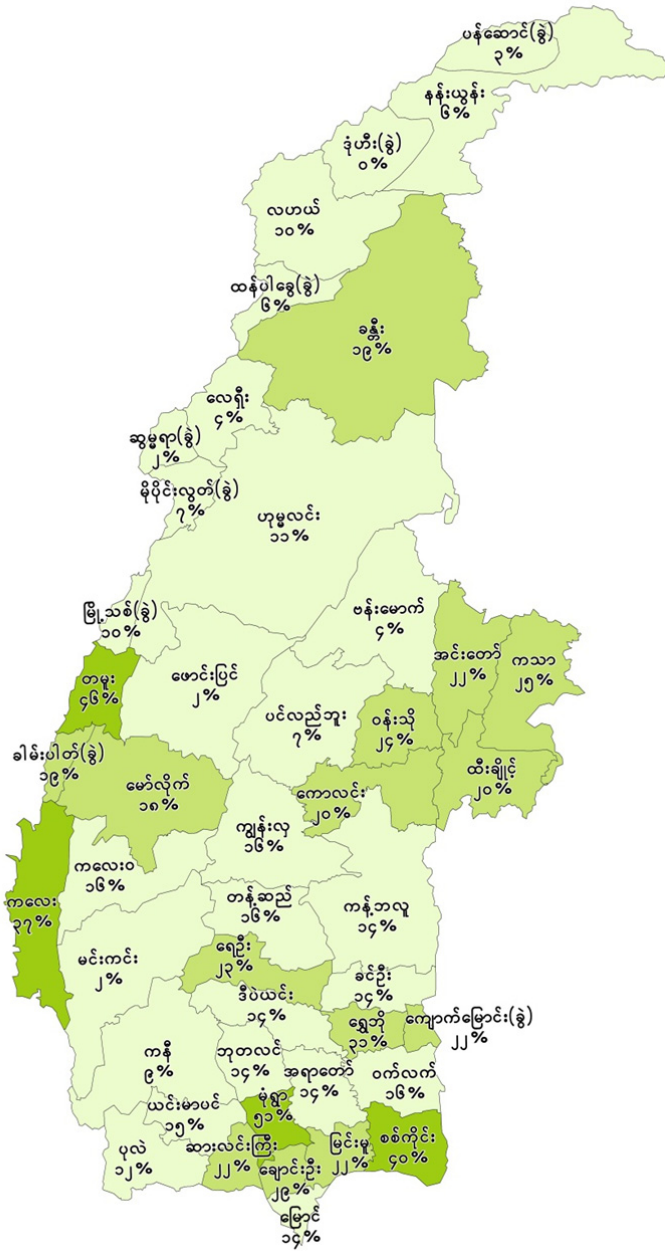 ပန်ဆောင်(ခွဲ)
၃%
နန်းယွန်း
၆%
ဒုံဟီး(ခွဲ)
၀%
လဟယ်
၁၀%
ထန်ပါခွေ(ခွဲ)
၆%
ခန္တီး
၁၉%
လေရှီး
၄%
ဆွမ္မရာ(ခွဲ)
၂%
မိုပိုင်းလွတ်(ခွဲ)
၇%
ဟုမ္မလင်း
၁၁%
မြို့သစ်(ခွဲ)
၁၀%
ဗန်းမောက်
၄%
အင်းတော်
၂၂%
ကသာ
၂၅%
တမူး
၄၆%
ဖောင်းပြင်
၂%
ပင်လည်ဘူး
၇%
ဝန်းသို
၂၄%
ခါမ်းပါတ်(ခွဲ)
၁၉%
မော်လိုက်
၁၈%
ကောလင်း
၂၀%
ထီးချိုင့်
၂၀%
ကျွန်းလှ
၁၆%
ကလေးဝ
၁၆%
ကလေး
၃၇%
တန့်ဆည်
၁၆%
ကန့်ဘလူ
၁၄%
မင်းကင်း
၂%
ရေဦး
၂၃%
ခင်ဦး
၁၄%
ဒီပဲယင်း
၁၄%
ရွှေဘို
၃၁%
ကျောက်မြောင်း(ခွဲ)
၂၂%
ကနီ
၉%
ဘုတလင်
၁၄%
အရာတော်
၁၄%
ဝက်လက်
၁၆%
ယင်းမာပင်
၁၅%
မုံရွာ
၅၁%
ပုလဲ
၁၂%
ဆားလင်းကြီး
၂၂%
ချောင်းဦး
၂၉%
မြင်းမူ
၂၂%
စစ်ကိုင်း
၄၀%
မြောင်
၁၄%